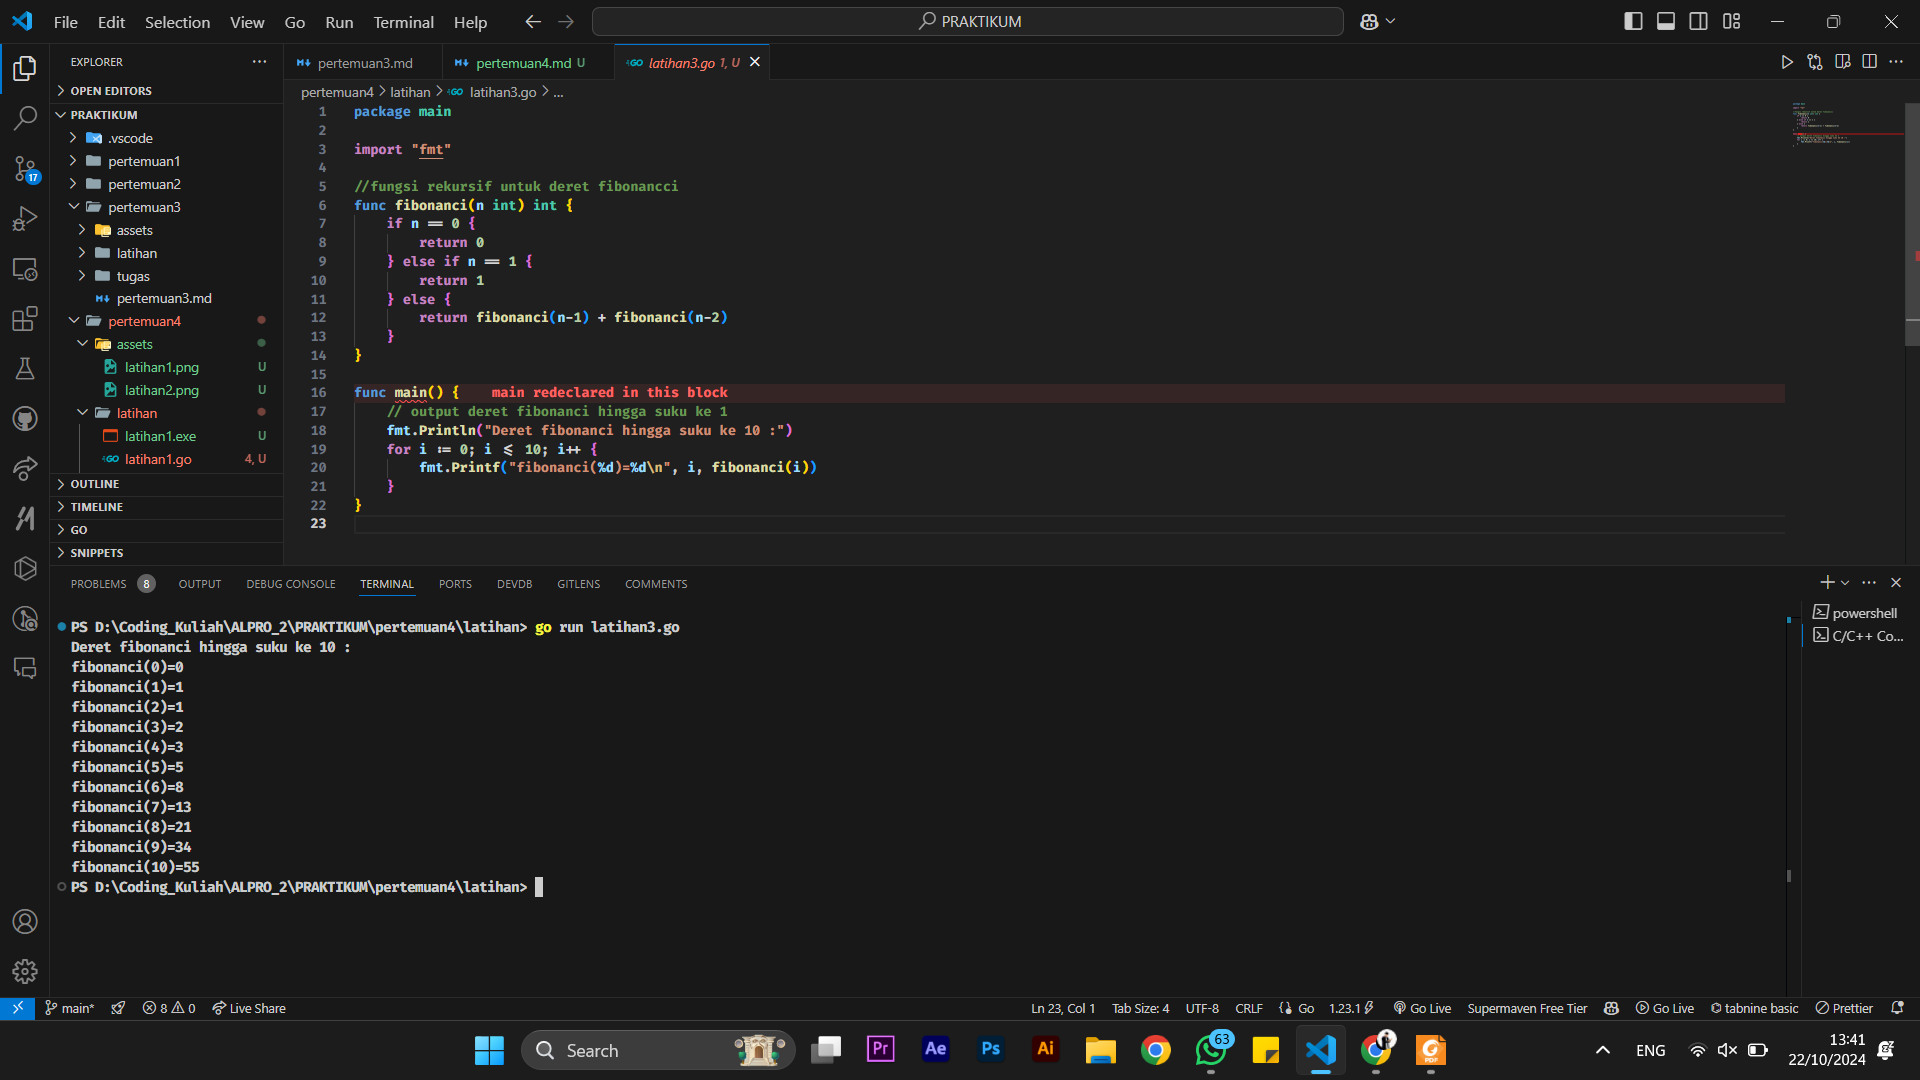 File Edit Selection View Go Run Terminal Help
PRAKTIKUM
EXPLORER
OPEN EDITORS
PRAKTIKUM
.vscode
pertemuan1
pertemuan2
pertemuan3
assets
latihan
tugas
pertemuan3.md
pertemuan4
assets
latihan1.png U
latihan2.png U
latihan
latihan1.exe U
latihan1.go 4, U
OUTLINE
TIMELINE
GO
SNIPPETS
17
pertemuan3.md
pertemuan4.md U
latihan3.go 1, U
pertemuan4 > latihan > latihan3.go > ...
1 package main
2
3 import "fmt"
4
5 //fungsi rekursif untuk deret fibonancci
6 func fibonanci(n int) int {
7 if n == 0 {
8 return 0
9 } else if n == 1 {
10 return 1
11 } else {
12 return fibonanci(n-1) + fibonanci(n-2)
13 }
14 }
15
16 func main() { main redeclared in this block
17 // output deret fibonanci hingga suku ke 1
18 fmt.Println("Deret fibonanci hingga suku ke 10 :")
19 for i := 0; i <= 10; i++ {
20 fmt.Printf("fibonanci(%d)=%d\n", i, fibonanci(i))
21 }
22 }
23
PROBLEMS 8 OUTPUT DEBUG CONSOLE TERMINAL PORTS DEVDB GITLENS COMMENTS
powershell
C/C++ Co...
PS D:\Coding_Kuliah\ALPRO_2\PRAKTIKUM\pertemuan4\latihan> go run latihan3.go
Deret fibonanci hingga suku ke 10 :
fibonanci(0)=0
fibonanci(1)=1
fibonanci(2)=1
fibonanci(3)=2
fibonanci(4)=3
fibonanci(5)=5
fibonanci(6)=8
fibonanci(7)=13
fibonanci(8)=21
fibonanci(9)=34
fibonanci(10)=55
PS D:\Coding_Kuliah\ALPRO_2\PRAKTIKUM\pertemuan4\latihan>
main* 8 0 Live Share Ln 23, Col 1 Tab Size: 4 UTF-8 CRLF Go 1.23.1 Go Live Supermaven Free Tier Go Live tabnine basic Prettier
Search Pr Ae Ps Ai 63 PDF ENG 13:41
22/10/2024